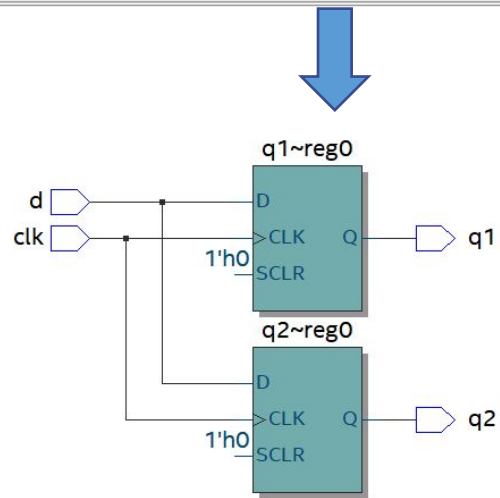 q1~reg0
d
D
clk
CLK
Q
q1
1'h0
SCLR
q2~reg0
D
CLK
Q
q2
1'h0
SCLR